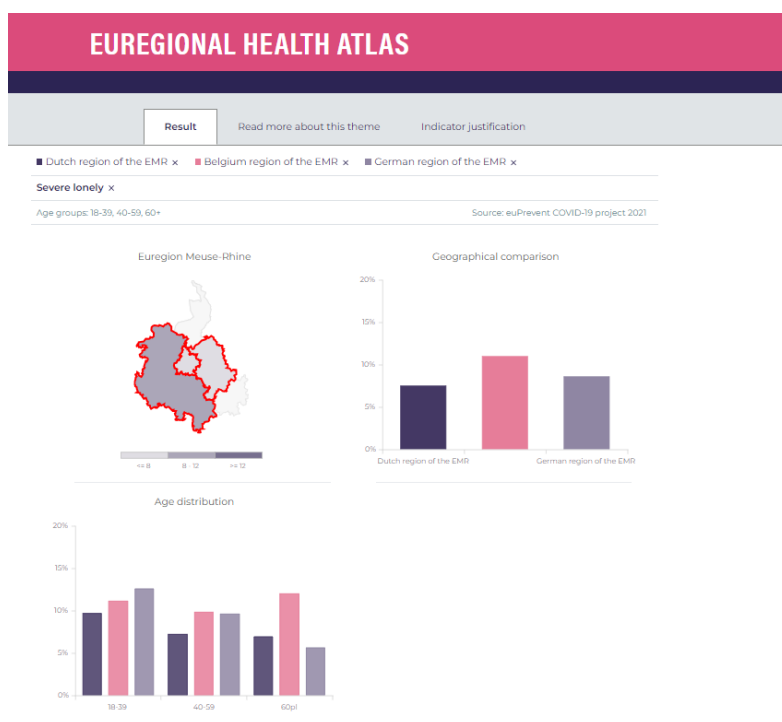 EUREGIONAL HEALTH ATLAS
Result Read more about this theme Indicator justification
Dutch region of the EMR x Belgium region of the EMR x German region of the EMR x
Severe lonely x
Age groups: 18-39, 40-59, 60+ Source: euPrevent COVID-19 project 2021
Euregion Meuse-Rhine
<= 8 8 - 12 >= 12
Geographical comparison
20%
15%
10%
5%
0%
Dutch region of the EMR German region of the EMR
Age distribution
20%
15%
10%
5%
0%
18-39 40-59 60pl